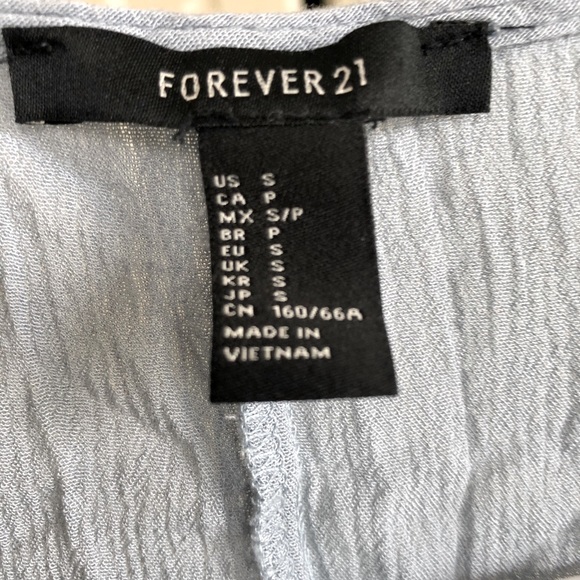 FOREVER 21
US S
CA P
MX S/P
BR P
EU S
UK S
KR S
JP S
CN 160/66A
MADE IN
VIETNAM